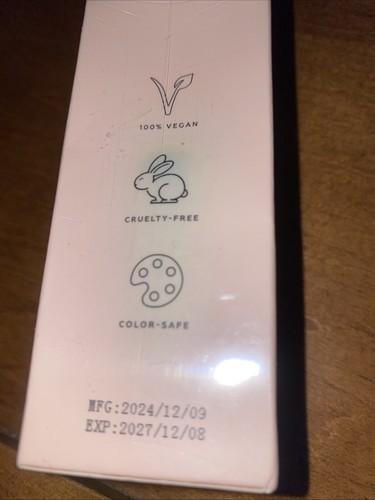 100% VEGAN
CRUELTY-FREE
COLOR-SAFE
MFG:2024/12/09
EXP:2027/12/08